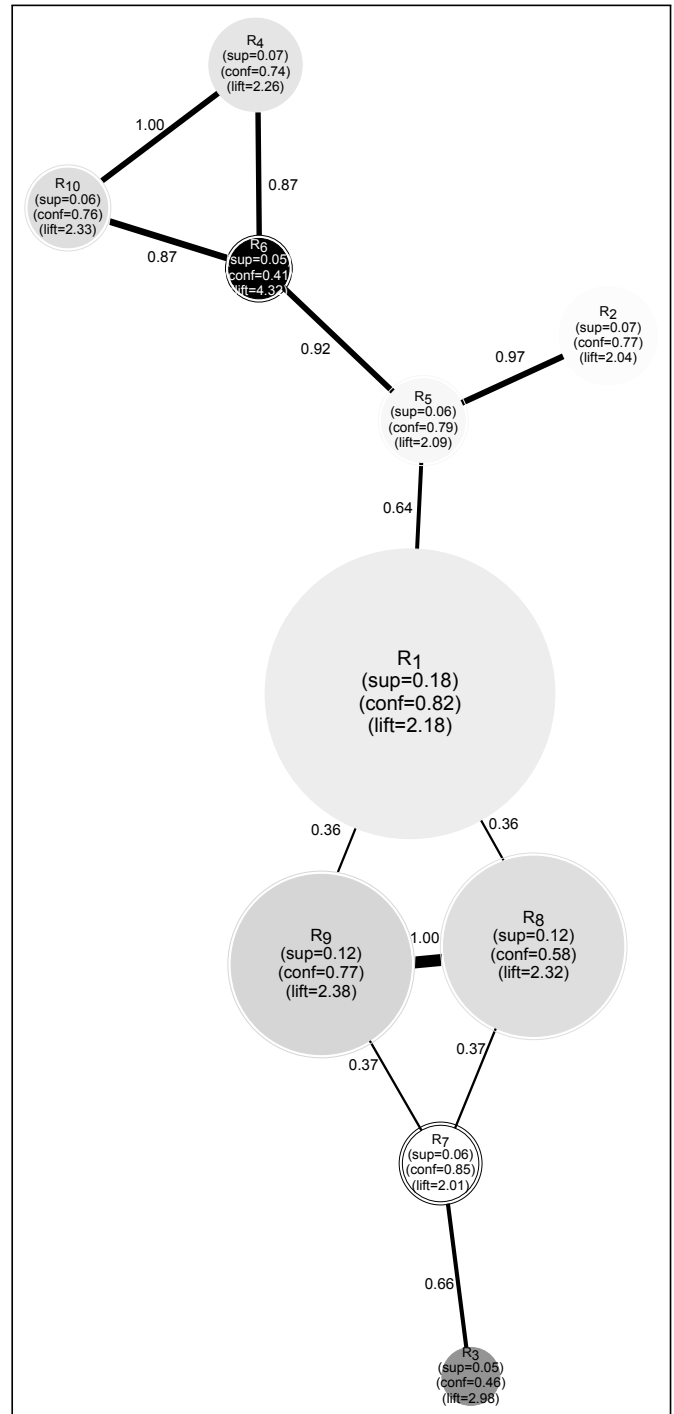 R4
(sup=0.07)
(conf=0.74)
(lift=2.26)
1.00
0.87
R10
(sup=0.06)
(conf=0.76)
(lift=2.33)
0.87
R6
(sup=0.05)
(conf=0.41)
(lift=4.32)
0.92
R2
(sup=0.07)
(conf=0.77)
(lift=2.04)
0.97
R5
(sup=0.06)
(conf=0.79)
(lift=2.09)
0.64
R1
(sup=0.18)
(conf=0.82)
(lift=2.18)
0.36
0.36
R9
(sup=0.12)
(conf=0.77)
(lift=2.38)
1.00
R8
(sup=0.12)
(conf=0.58)
(lift=2.32)
0.37
0.37
R7
(sup=0.06)
(conf=0.85)
(lift=2.01)
0.66
R3
(sup=0.05)
(conf=0.46)
(lift=2.98)